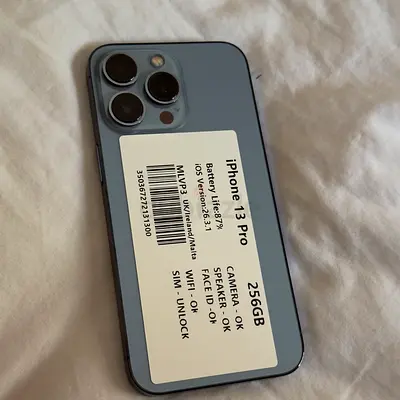 iPhone 13 Pro 256GB
Battery Life:87% CAMERA - OK
iOS Version:26.3.1 SPEAKER - OK
FACE ID -OK
MLVP3 UK/Ireland/Malta WIFI - OK
350367272131300 SIM - UNLOCK